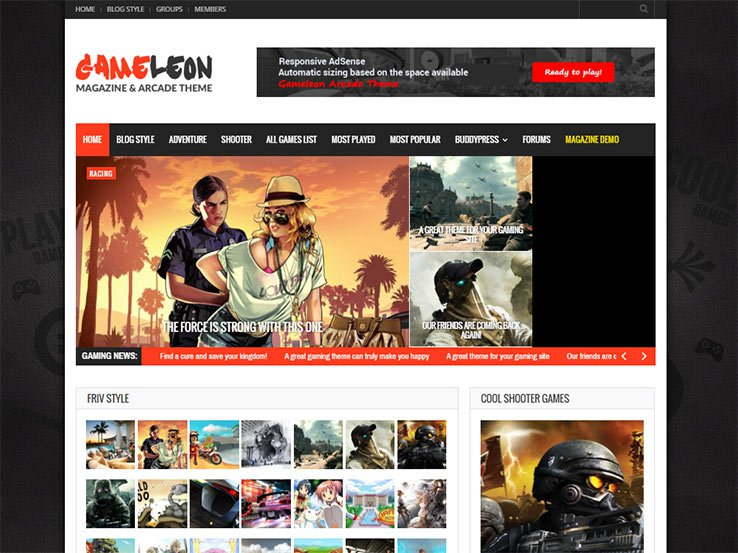 HOME BLOG STYLE GROUPS MEMBERS
GAMELEON
MAGAZINE & ARCADE THEME
Responsive AdSense
Automatic sizing based on the space available
Gameleon Arcade Theme
Ready to play!
HOME BLOG STYLE ADVENTURE SHOOTER ALL GAMES LIST MOST PLAYED MOST POPULAR BUDDYPRESS FORUMS MAGAZINE DEMO
RACING
THE FORCE IS STRONG WITH THIS ONE
A GREAT THEME FOR YOUR GAMING
SITE
OUR FRIENDS ARE COMING BACK
AGAIN!
GAMING NEWS: Find a cure and save your kingdom! A great gaming theme can truly make you happy A great theme for your gaming site Our friends are c
FRIV STYLE
COOL SHOOTER GAMES